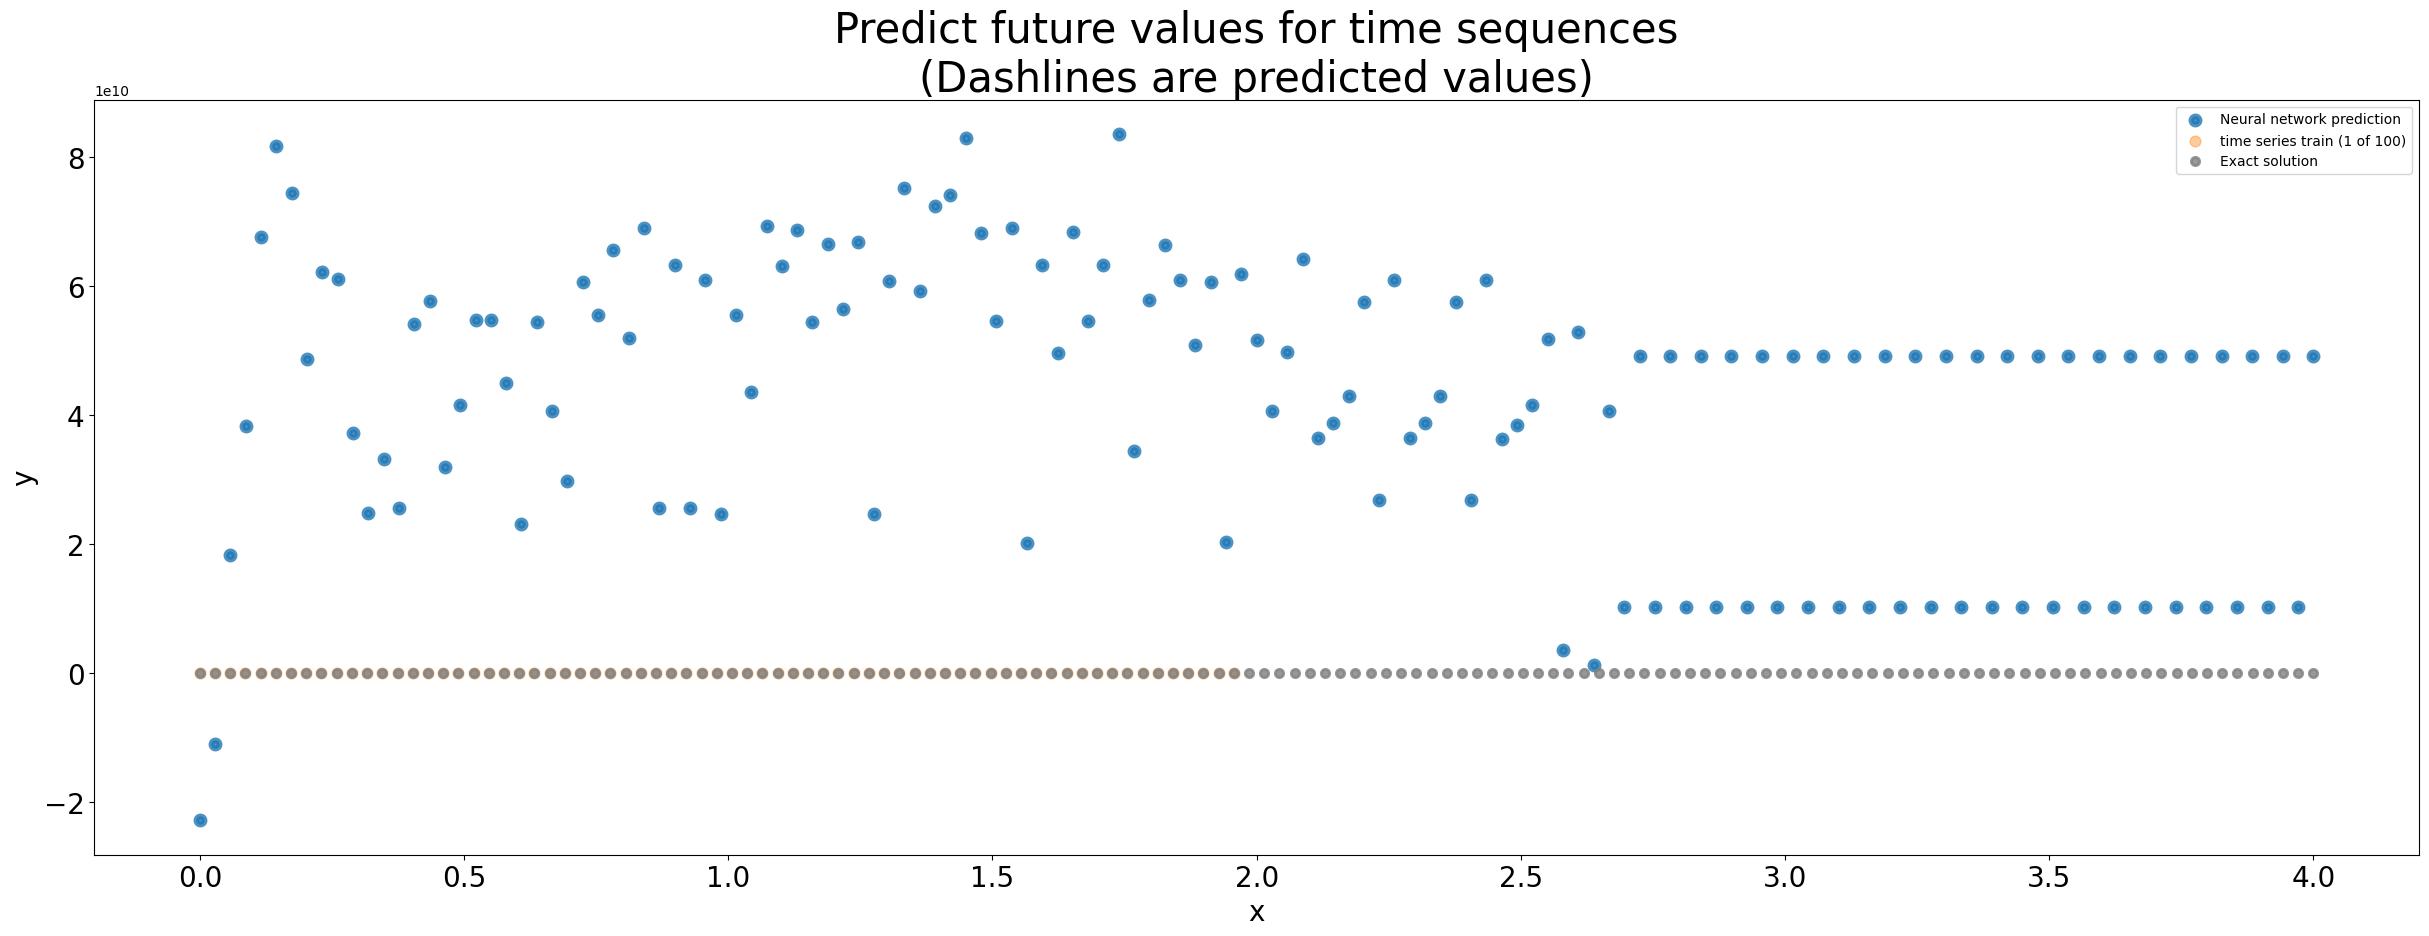 Predict future values for time sequences
(Dashlines are predicted values)
1e10
Neural network prediction
time series train (1 of 100)
Exact solution
8
6
4
2
0
−2
y
0.0 0.5 1.0 1.5 2.0 2.5 3.0 3.5 4.0
x